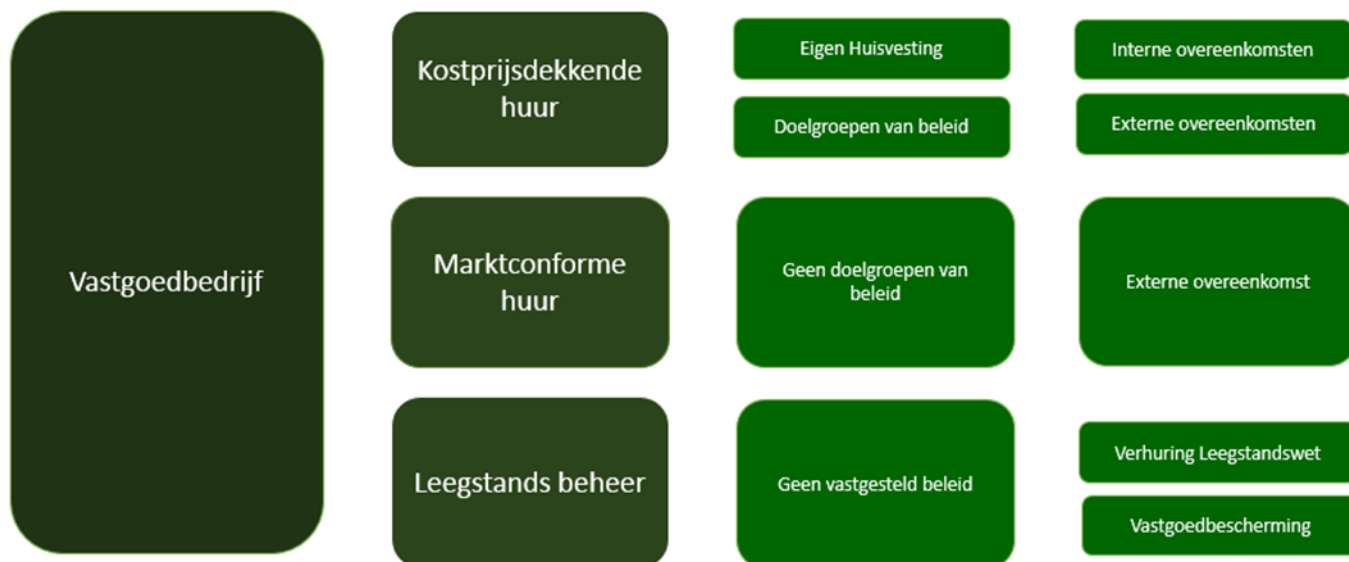 Vastgoedbedrijf
Kostprijsdekkende
huur
Eigen Huisvesting
Interne overeenkomsten
Doelgroepen van beleid
Externe overeenkomsten
Marktconforme
huur
Geen doelgroepen van
beleid
Externe overeenkomst
Leegstands beheer
Geen vastgesteld beleid
Verhuring Leegstandswet
Vastgoedbescherming